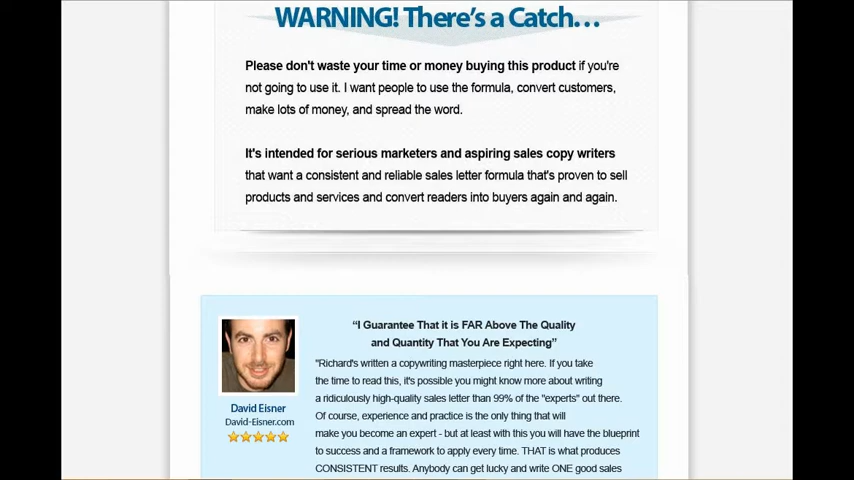 WARNING! There's a Catch...
Please don't waste your time or money buying this product if you're
not going to use it. I want people to use the formula, convert customers,
make lots of money, and spread the word.
It's intended for serious marketers and aspiring sales copy writers
that want a consistent and reliable sales letter formula that's proven to sell
products and services and convert readers into buyers again and again.
“I Guarantee That it is FAR Above The Quality
and Quantity That You Are Expecting”
"Richard's written a copywriting masterpiece right here. If you take
the time to read this, it's possible you might know more about writing
a ridiculously high-quality sales letter than 99% of the "experts" out there.
Of course, experience and practice is the only thing that will
make you become an expert - but at least with this you will have the blueprint
to success and a framework to apply every time. THAT is what produces
CONSISTENT results. Anybody can get lucky and write ONE good sales
David Eisner
David-Eisner.com